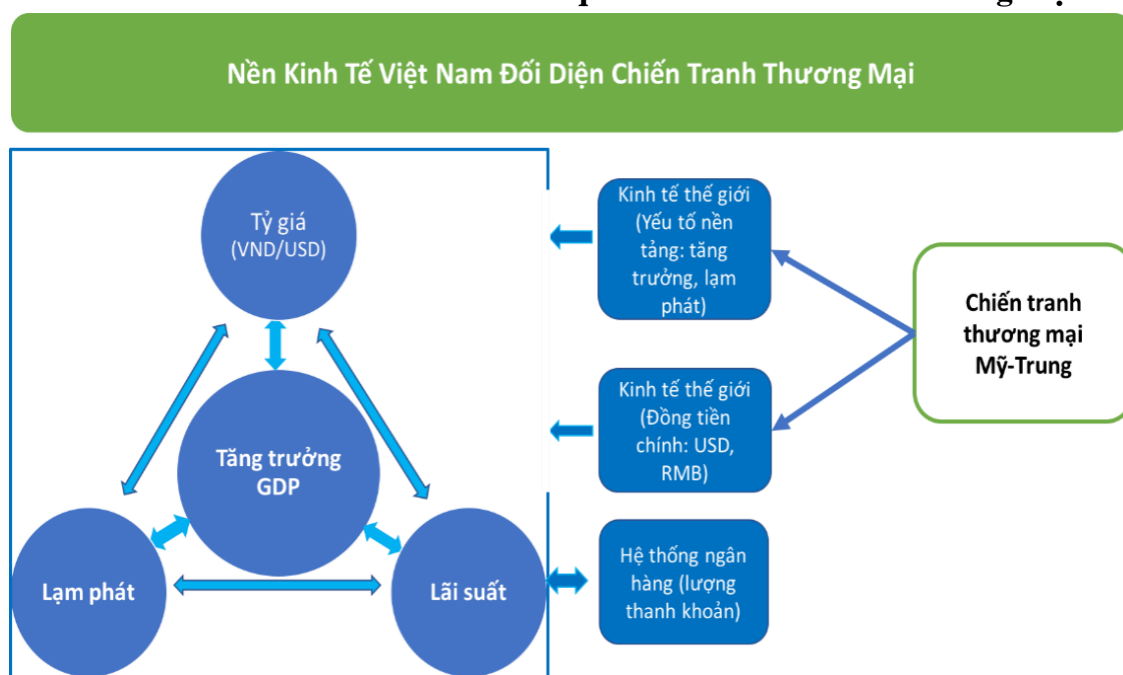 Nền Kinh Tế Việt Nam Đối Diện Chiến Tranh Thương Mại
Tỷ giá
(VND/USD)
Tăng trưởng
GDP
Lạm phát
Lãi suất
Kinh tế thế giới
(Yếu tố nền
tảng: tăng
trưởng, lạm
phát)
Kinh tế thế giới
(Đồng tiền
chính: USD,
RMB)
Hệ thống ngân
hàng (lượng
thanh khoản)
Chiến tranh
thương mại
Mỹ-Trung